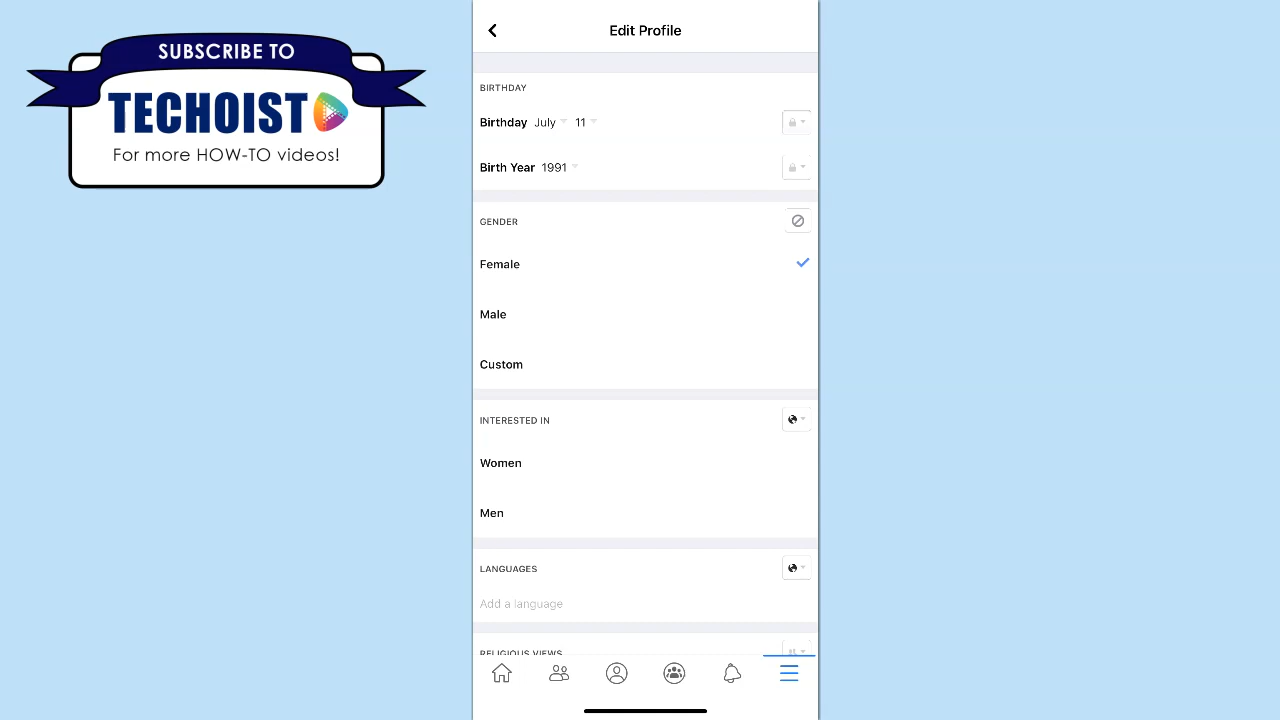 SUBSCRIBE TO
TECHOIST
For more HOW-TO videos!
Edit Profile
BIRTHDAY
Birthday July 11
Birth Year 1991
GENDER
Female
Male
Custom
INTERESTED IN
Women
Men
LANGUAGES
Add a language
RELIGIOUS VIEWS